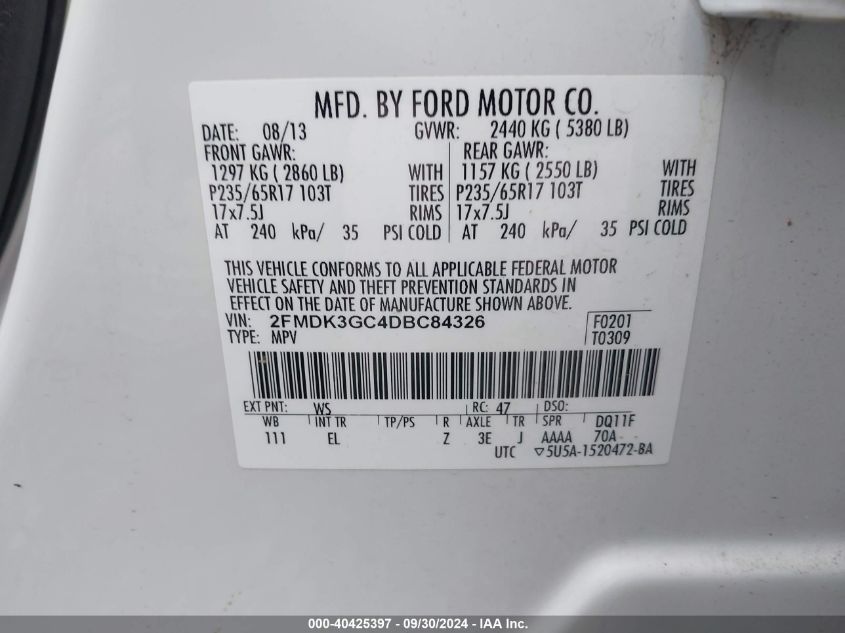 MFD. BY FORD MOTOR CO.
DATE: 08/13 GVWR: 2440 KG ( 5380 LB)
FRONT GAWR: REAR GAWR:
1297 KG ( 2860 LB) WITH 1157 KG ( 2550 LB) WITH
P235/65R17 103T TIRES P235/65R17 103T TIRES
17x7.5J RIMS 17x7.5J RIMS
AT 240 kPa/ 35 PSI COLD AT 240 kPa/ 35 PSI COLD
THIS VEHICLE CONFORMS TO ALL APPLICABLE FEDERAL MOTOR
VEHICLE SAFETY AND THEFT PREVENTION STANDARDS IN
EFFECT ON THE DATE OF MANUFACTURE SHOWN ABOVE.
VIN: 2FMDK3GC4DBC84326 F0201
TYPE: MPV T0309
EXT PNT: WS RC: 47 DSO:
WB INT TR TP/PS R AXLE TR SPR DQ11F
111 EL Z 3E J AAAA 70A
UTC ▽5U5A-1520472-BA
000-40425397 - 09/30/2024 - IAA Inc.